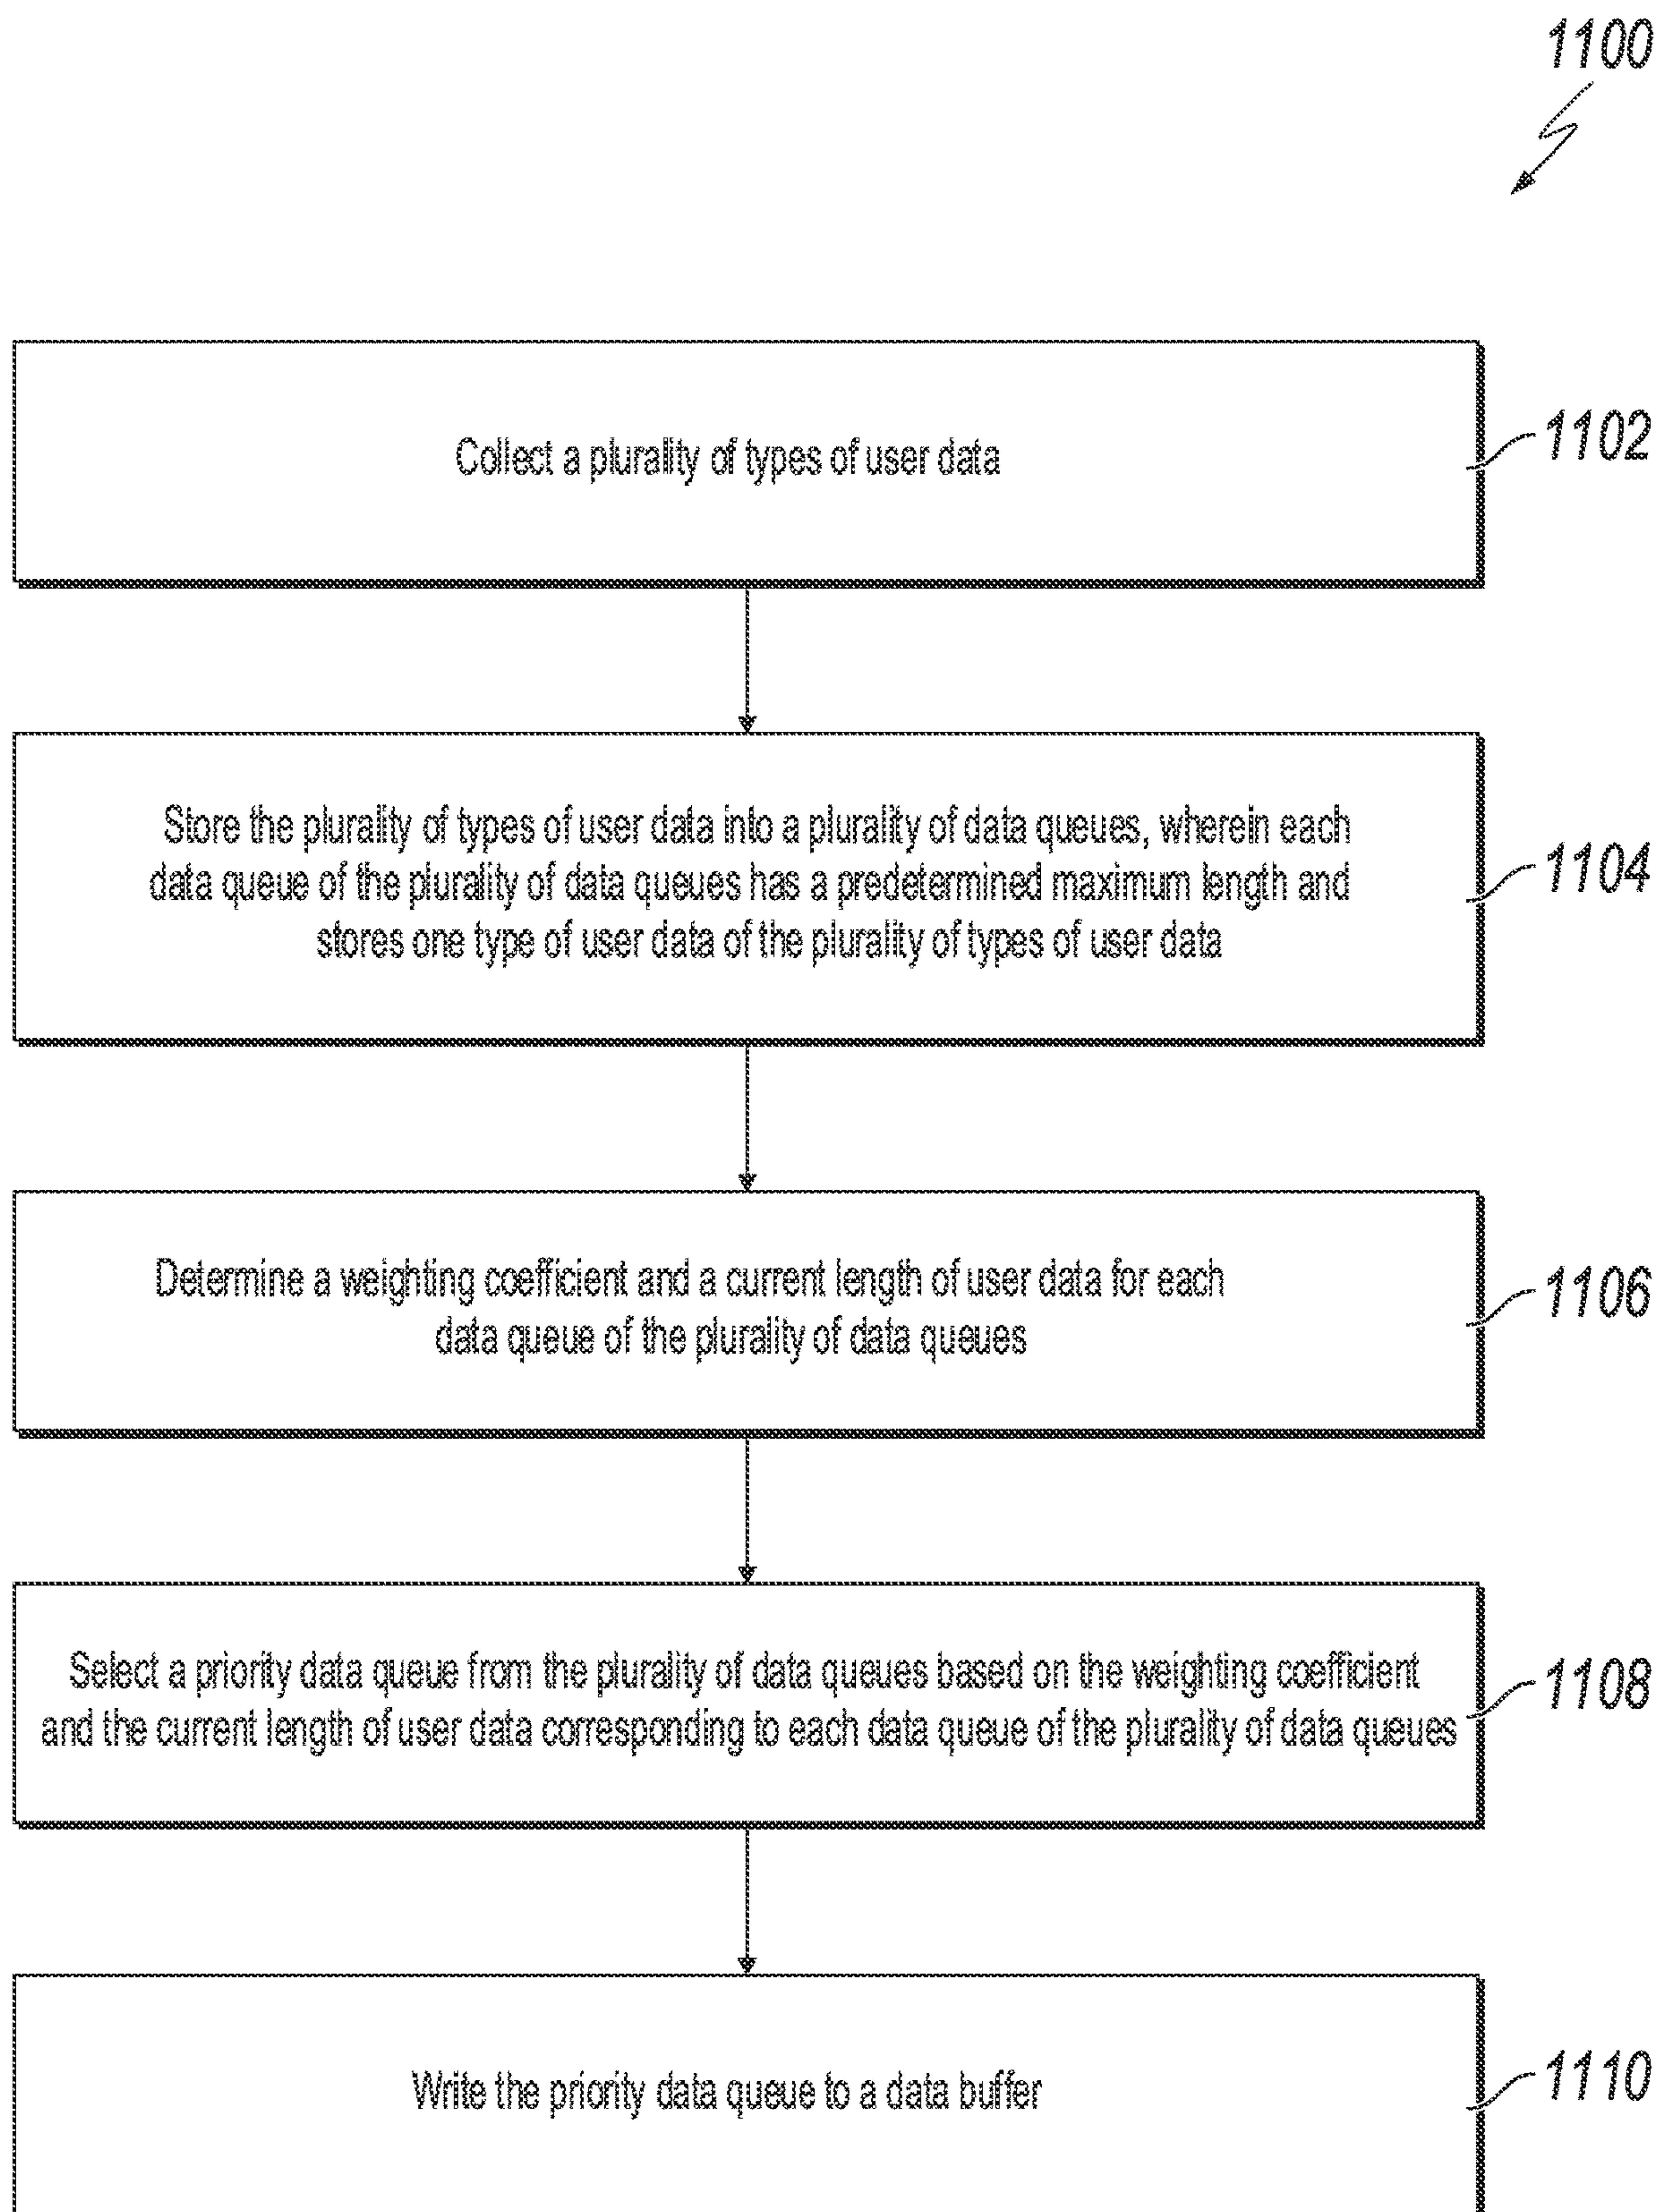 1100
Collect a plurality of types of user data
1102
Store the plurality of types of user data into a plurality of data queues, wherein each
data queue of the plurality of data queues has a predetermined maximum length and
stores one type of user data of the plurality of types of user data
1104
Determine a weighting coefficient and a current length of user data for each
data queue of the plurality of data queues
1106
Select a priority data queue from the plurality of data queues based on the weighting coefficient
and the current length of user data corresponding to each data queue of the plurality of data queues
1108
Write the priority data queue to a data buffer
1110